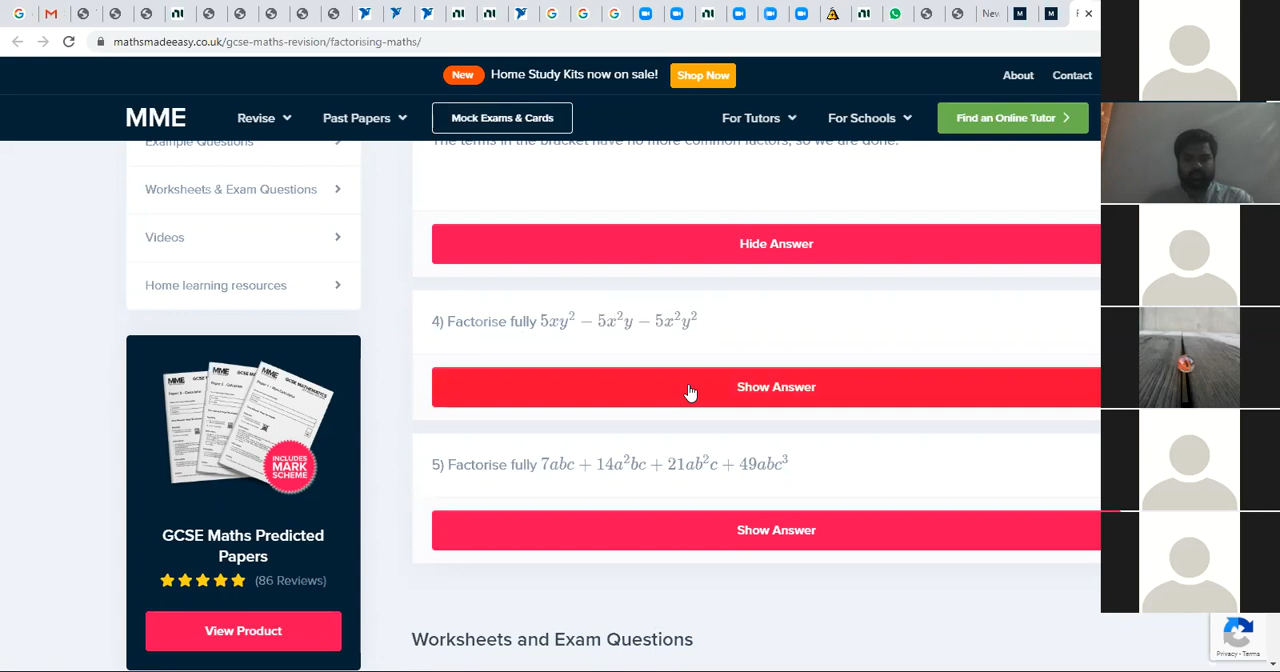 New
mathsmadeeasy.co.uk/gcse-maths-revision/factorising-maths/
New Home Study Kits now on sale! Shop Now About Contact
MME Revise Past Papers Mock Exams & Cards For Tutors For Schools Find an Online Tutor
Example Questions
The terms in the bracket have no more common factors, so we are done.
Worksheets & Exam Questions
Videos
Home learning resources
Hide Answer
4) Factorise fully 5xy² − 5x²y − 5x²y²
Show Answer
5) Factorise fully 7abc + 14a²bc + 21ab²c + 49abc³
Show Answer
MME
INCLUDES
MARK
SCHEME
GCSE Maths Predicted
Papers
(86 Reviews)
View Product
Worksheets and Exam Questions
Privacy - Terms